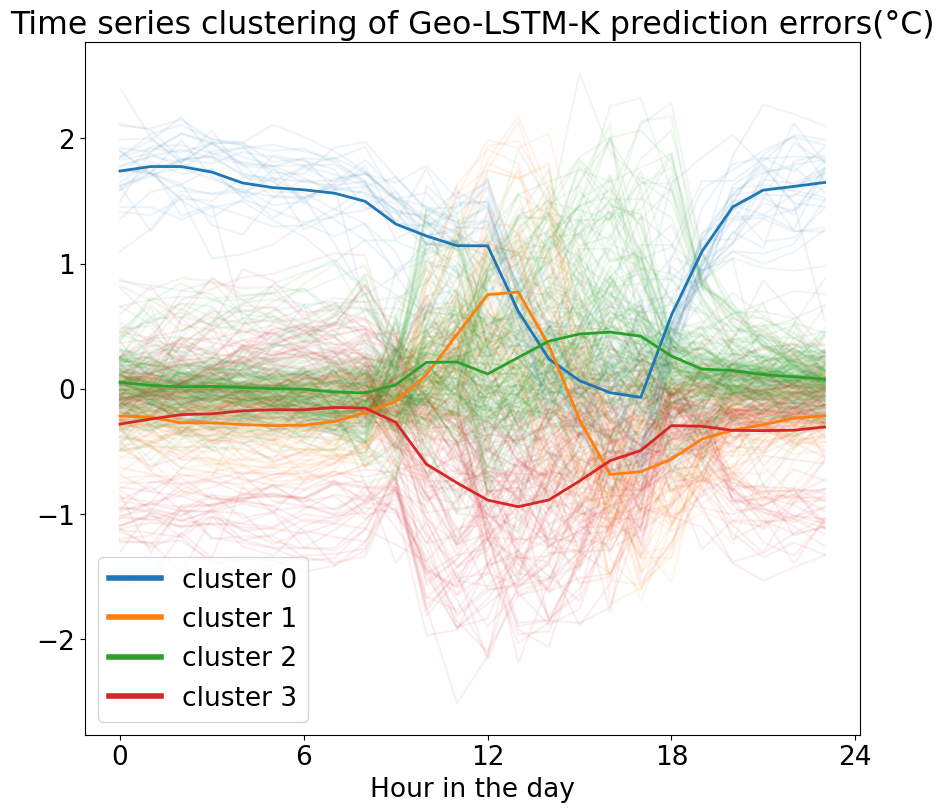 Time series clustering of Geo-LSTM-K prediction errors(°C)
2
1
0
−1
−2
cluster 0
cluster 1
cluster 2
cluster 3
0 6 12 18 24
Hour in the day